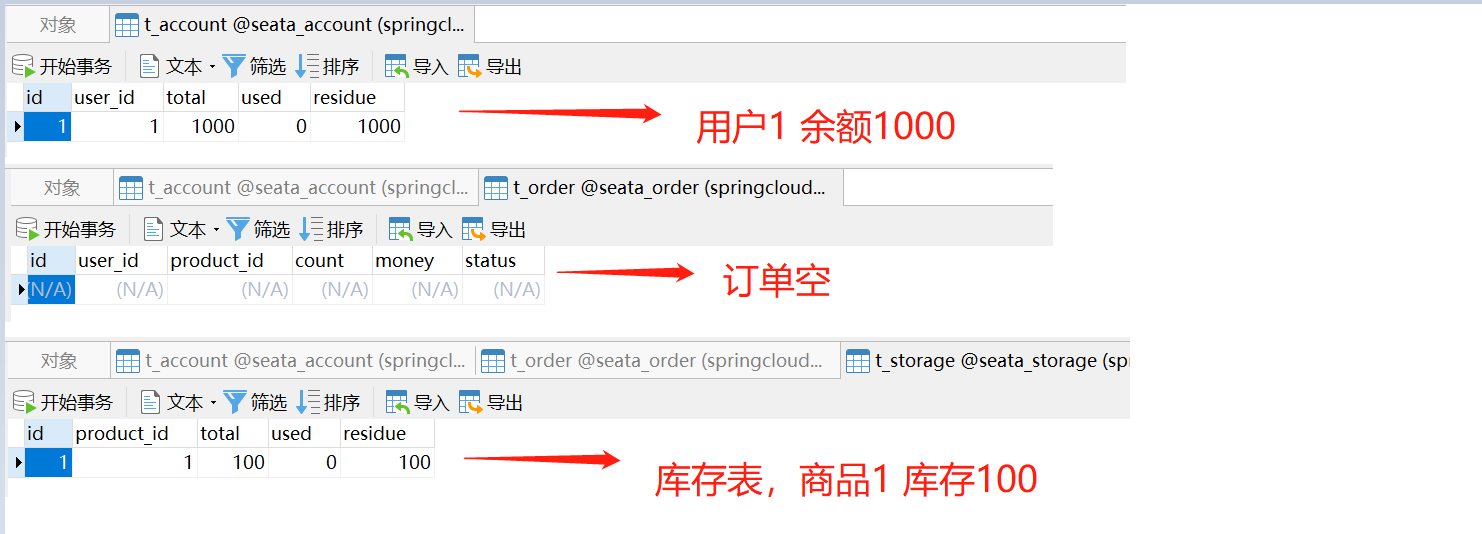 对象 t_account @seata_account (springcl...
开始事务 文本 筛选 排序 导入 导出
id user_id total used residue
1 1 1000 0 1000
用户1 余额1000
对象 t_account @seata_account (springcl... t_order @seata_order (springcloud...
开始事务 文本 筛选 排序 导入 导出
id user_id product_id count money status
(N/A) (N/A) (N/A) (N/A) (N/A) (N/A)
订单空
对象 t_account @seata_account (springcl... t_order @seata_order (springcloud... t_storage @seata_storage (spr
开始事务 文本 筛选 排序 导入 导出
id product_id total used residue
1 1 100 0 100
库存表，商品1 库存100